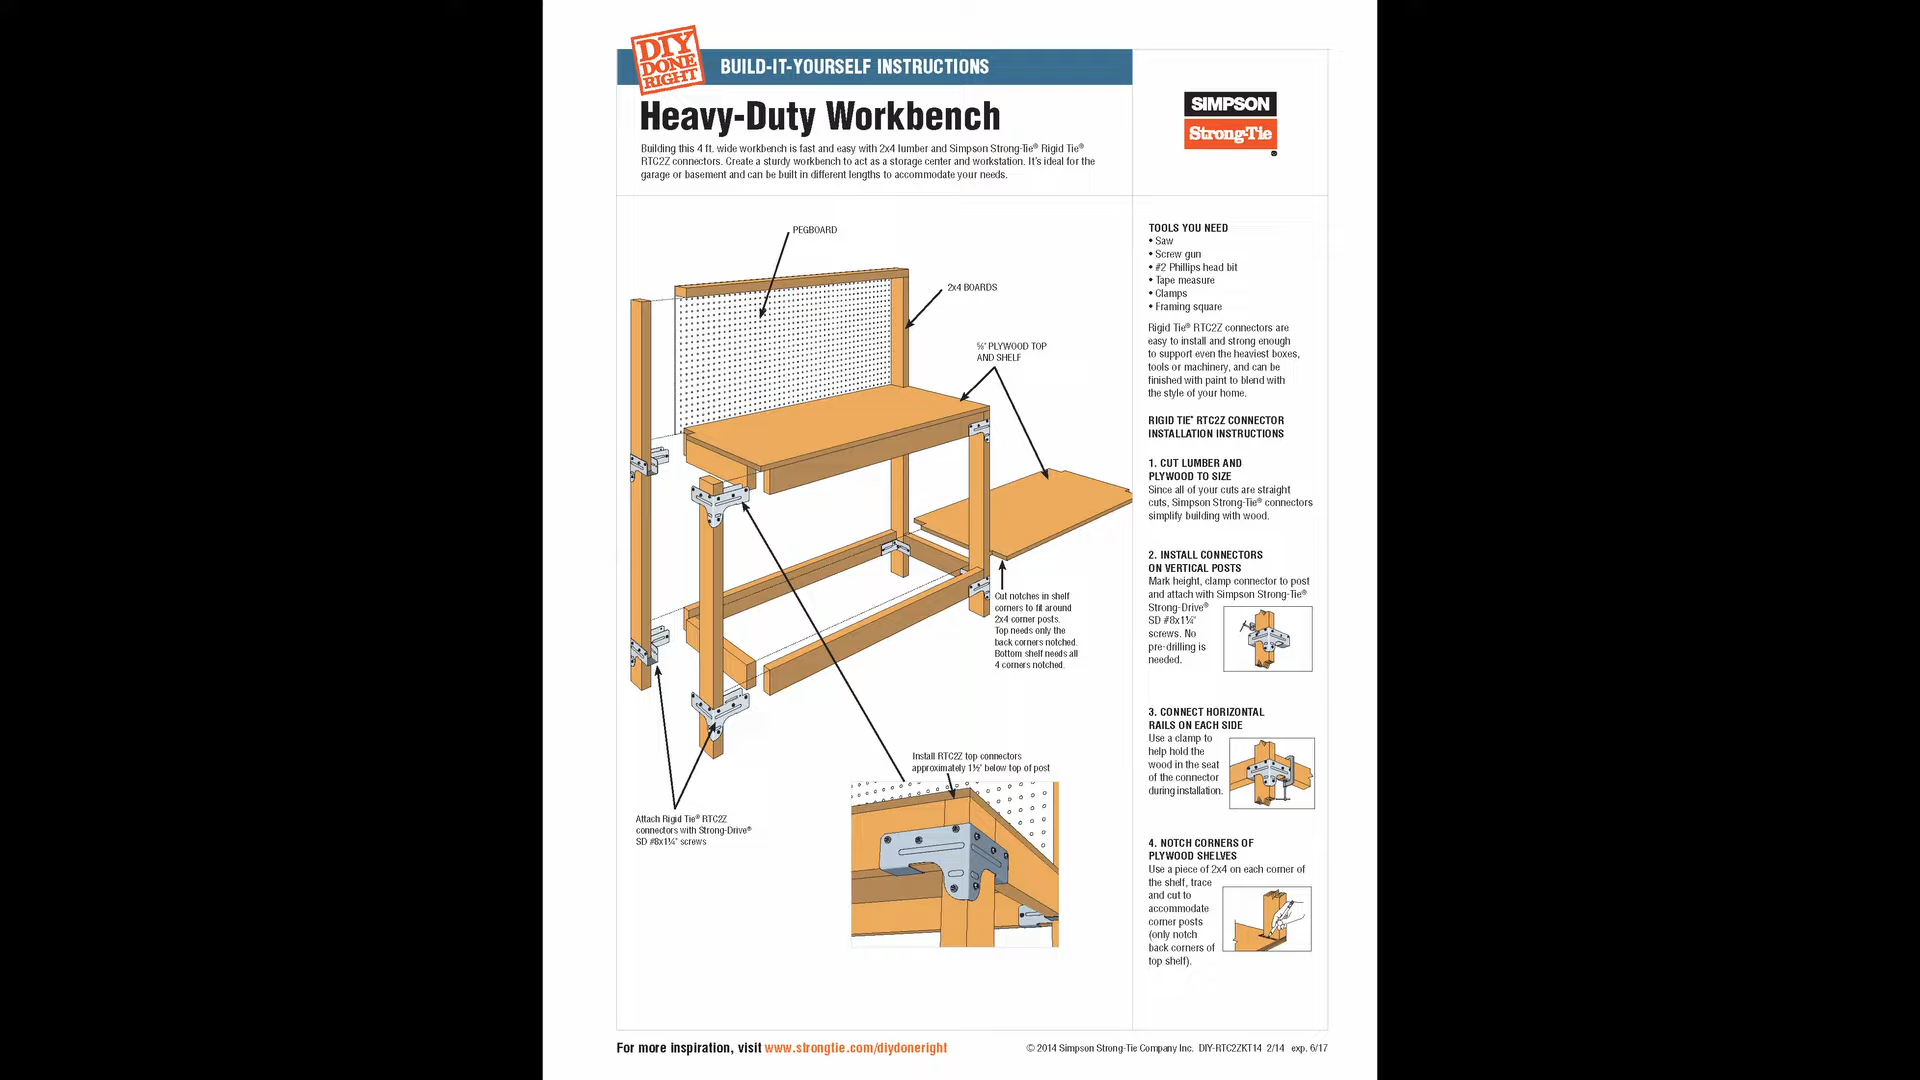 DIY
DONE
RIGHT
BUILD-IT-YOURSELF INSTRUCTIONS
Heavy-Duty Workbench
Building this 4 ft. wide workbench is fast and easy with 2x4 lumber and Simpson Strong-Tie® Rigid Tie®
RTC2Z connectors. Create a sturdy workbench to act as a storage center and workstation. It's ideal for the
garage or basement and can be built in different lengths to accommodate your needs.
SIMPSON
Strong-Tie
®
PEGBOARD
2x4 BOARDS
⅝" PLYWOOD TOP
AND SHELF
Cut notches in shelf
corners to fit around
2x4 corner posts.
Top needs only the
back corners notched.
Bottom shelf needs all
4 corners notched.
Install RTC2Z top connectors
approximately 1½" below top of post
Attach Rigid Tie® RTC2Z
connectors with Strong-Drive®
SD #8x1¼" screws
TOOLS YOU NEED
• Saw
• Screw gun
• #2 Phillips head bit
• Tape measure
• Clamps
• Framing square
Rigid Tie® RTC2Z connectors are
easy to install and strong enough
to support even the heaviest boxes,
tools or machinery, and can be
finished with paint to blend with
the style of your home.
RIGID TIE® RTC2Z CONNECTOR
INSTALLATION INSTRUCTIONS
1. CUT LUMBER AND
PLYWOOD TO SIZE
Since all of your cuts are straight
cuts, Simpson Strong-Tie® connectors
simplify building with wood.
2. INSTALL CONNECTORS
ON VERTICAL POSTS
Mark height, clamp connector to post
and attach with Simpson Strong-Tie®
Strong-Drive®
SD #8x1¼"
screws. No
pre-drilling is
needed.
3. CONNECT HORIZONTAL
RAILS ON EACH SIDE
Use a clamp to
help hold the
wood in the seat
of the connector
during installation.
4. NOTCH CORNERS OF
PLYWOOD SHELVES
Use a piece of 2x4 on each corner of
the shelf, trace
and cut to
accommodate
corner posts
(only notch
back corners of
top shelf).
For more inspiration, visit www.strongtie.com/diydoneright
© 2014 Simpson Strong-Tie Company Inc. DIY-RTC2ZKT14 2/14 exp. 6/17